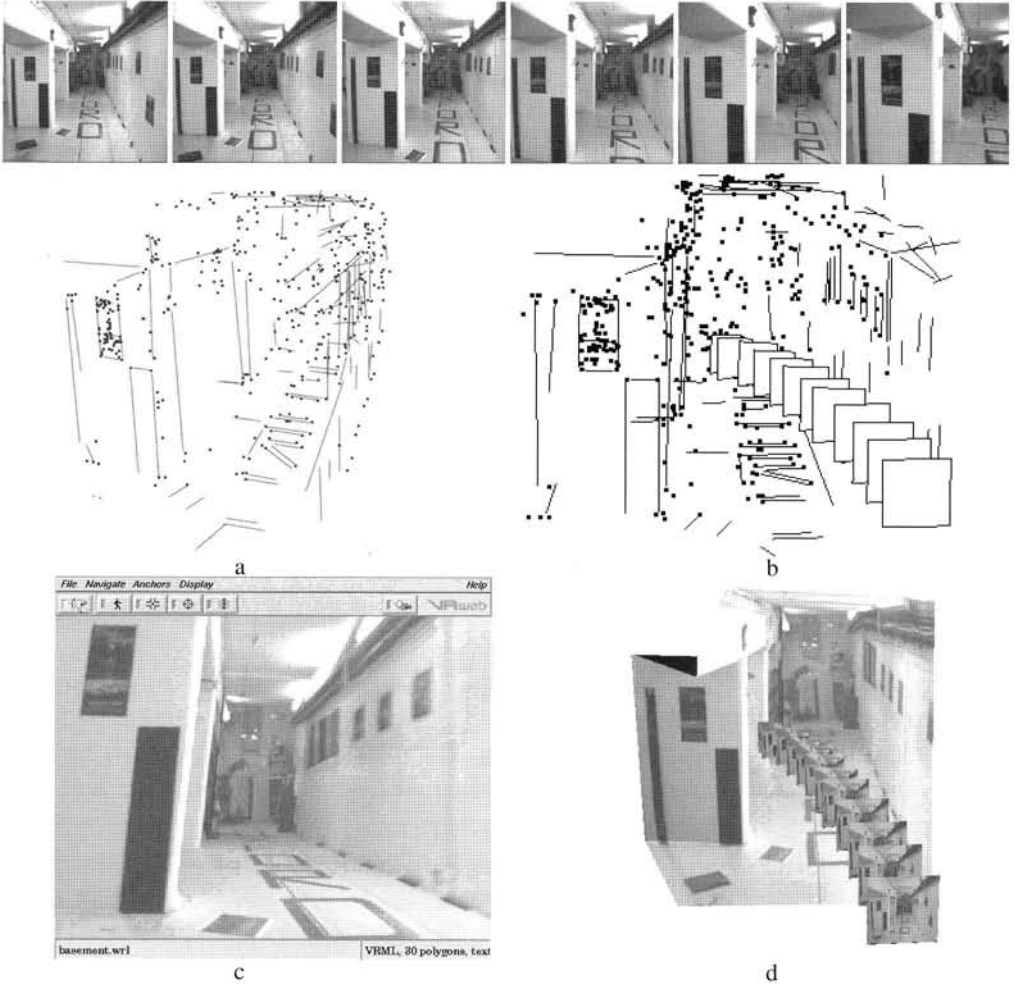 a
b
File Navigate Anchors Display Help
VRweb
basement.wrl
VRML, 30 polygons, text
c
d